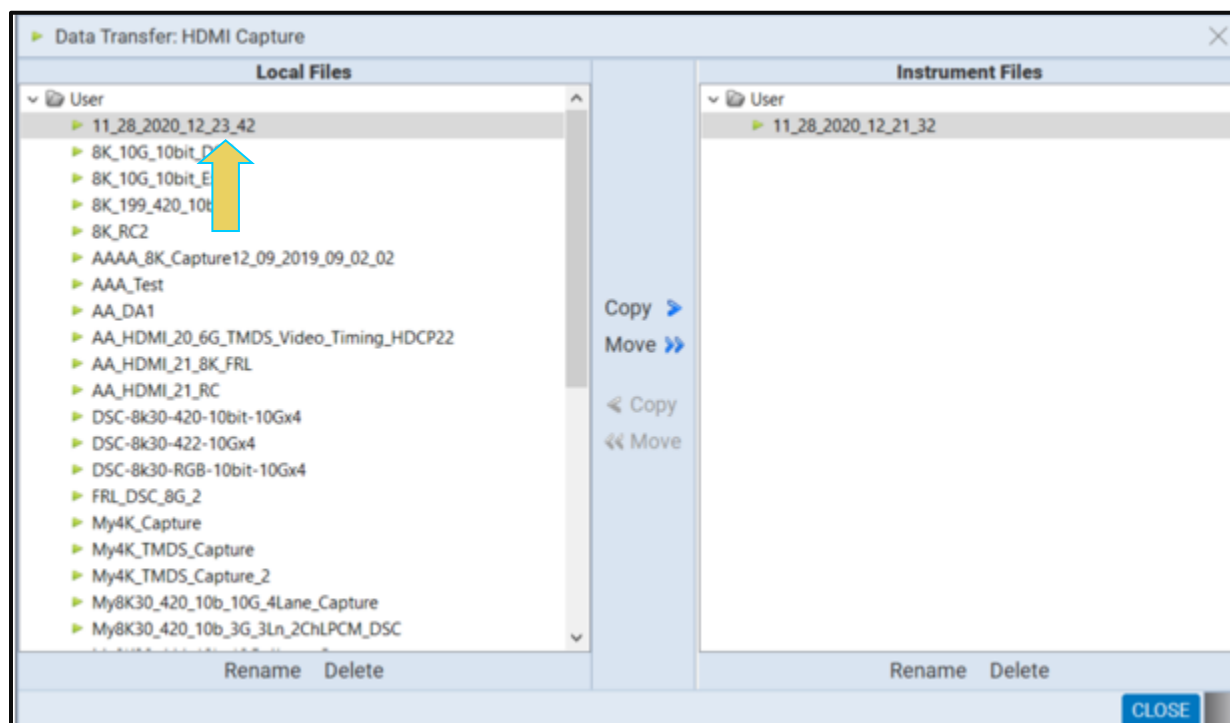 Data Transfer: HDMI Capture
Local Files
User
11_28_2020_12_23_42
8K_10G_10bit_D
8K_10G_10bit_E
8K_199_420_10b
8K_RC2
AAAA_8K_Capture12_09_2019_09_02_02
AAA_Test
AA_DA1
AA_HDMI_20_6G_TMDS_Video_Timing_HDCP22
AA_HDMI_21_8K_FRL
AA_HDMI_21_RC
DSC-8k30-420-10bit-10Gx4
DSC-8k30-422-10Gx4
DSC-8k30-RGB-10bit-10Gx4
FRL_DSC_8G_2
My4K_Capture
My4K_TMDS_Capture
My4K_TMDS_Capture_2
My8K30_420_10b_10G_4Lane_Capture
My8K30_420_10b_3G_3Ln_2ChLPCM_DSC
Rename Delete
Copy
Move
Copy
Move
Instrument Files
User
11_28_2020_12_21_32
Rename Delete
CLOSE